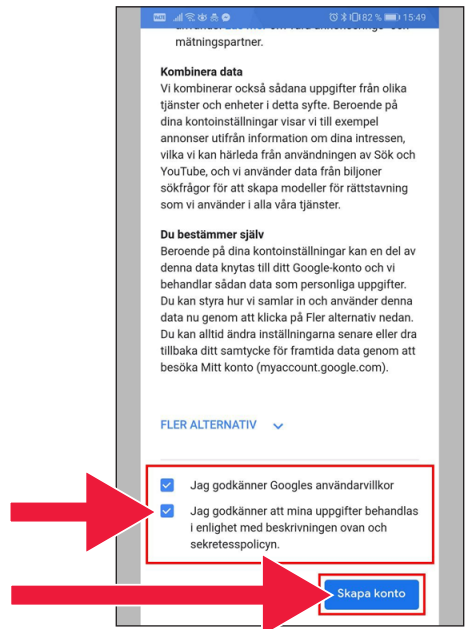 82 % 15:49
mätningspartner.
Kombinera data
Vi kombinerar också sådana uppgifter från olika
tjänster och enheter i detta syfte. Beroende på
dina kontoinställningar visar vi till exempel
annonser utifrån information om dina intressen,
vilka vi kan härleda från användningen av Sök och
YouTube, och vi använder data från biljoner
sökfrågor för att skapa modeller för rättstavning
som vi använder i alla våra tjänster.
Du bestämmer själv
Beroende på dina kontoinställningar kan en del av
denna data knytas till ditt Google-konto och vi
behandlar sådan data som personliga uppgifter.
Du kan styra hur vi samlar in och använder denna
data nu genom att klicka på Fler alternativ nedan.
Du kan alltid ändra inställningarna senare eller dra
tillbaka ditt samtycke för framtida data genom att
besöka Mitt konto (myaccount.google.com).
FLER ALTERNATIV
Jag godkänner Googles användarvillkor
Jag godkänner att mina uppgifter behandlas
i enlighet med beskrivningen ovan och
sekretesspolicyn.
Skapa konto